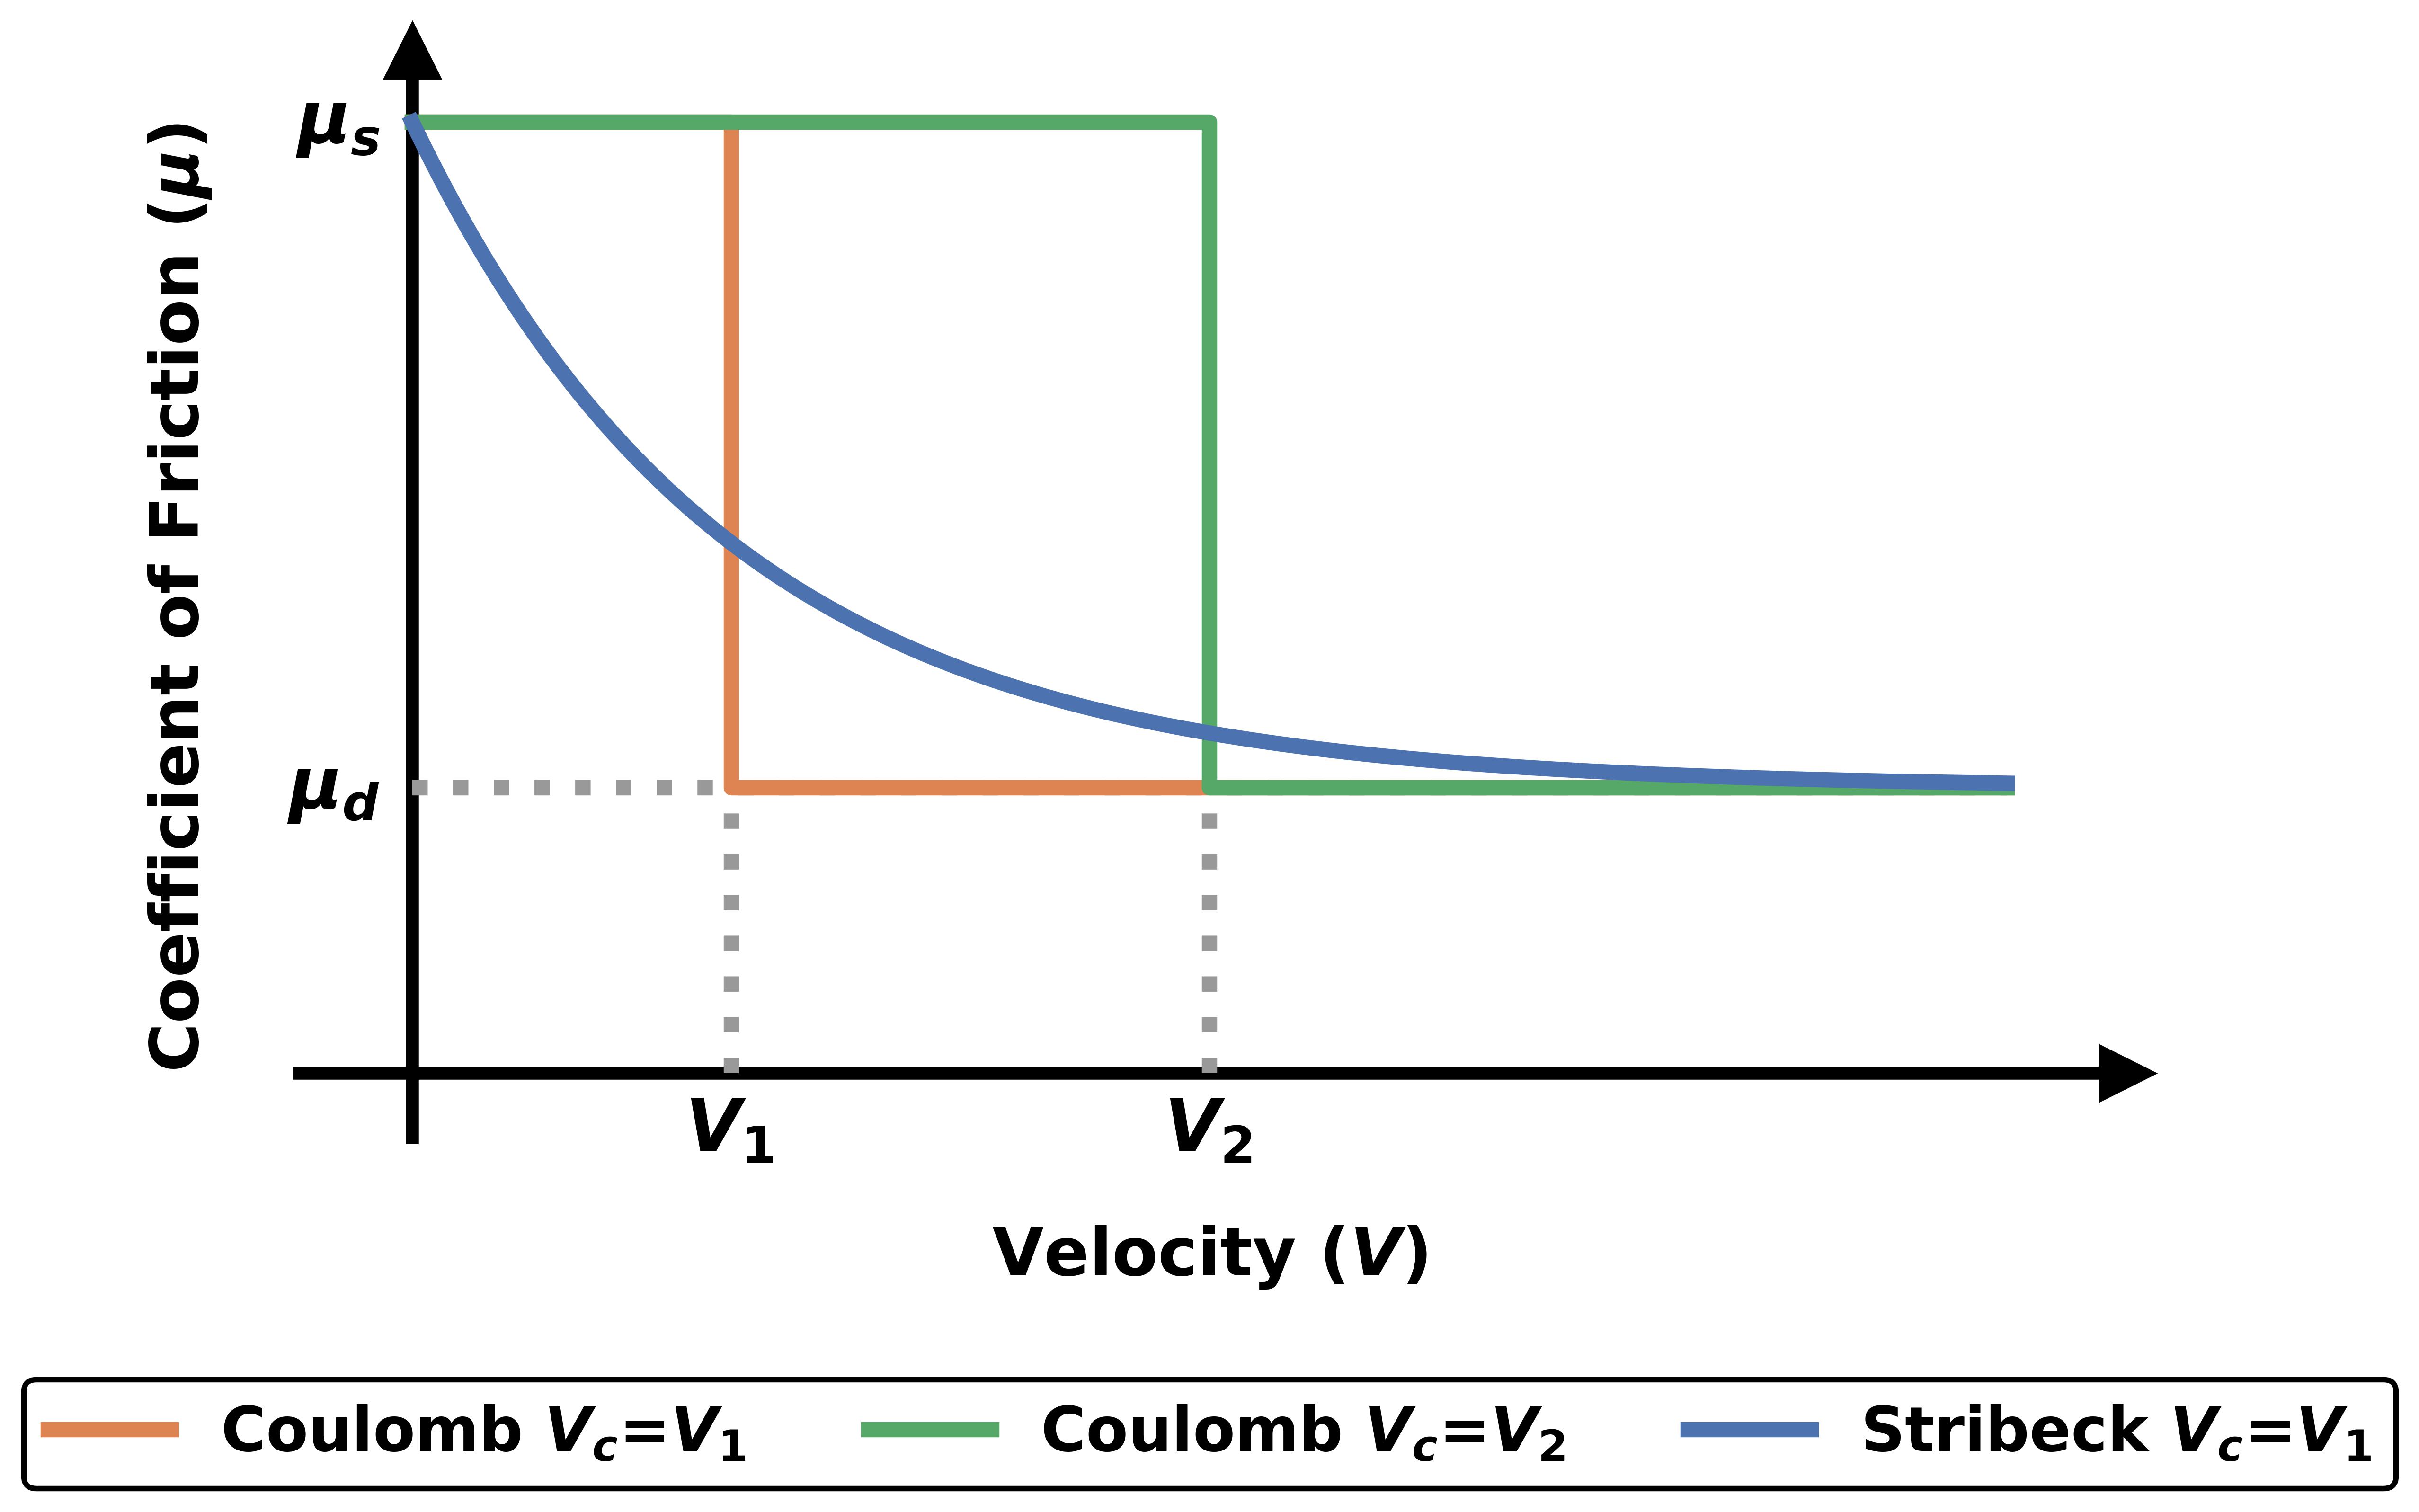 Coefficient of Friction (μ)
μs
μd
V1
V2
Velocity (V)
Coulomb Vc=V1
Coulomb Vc=V2
Stribeck Vc=V1